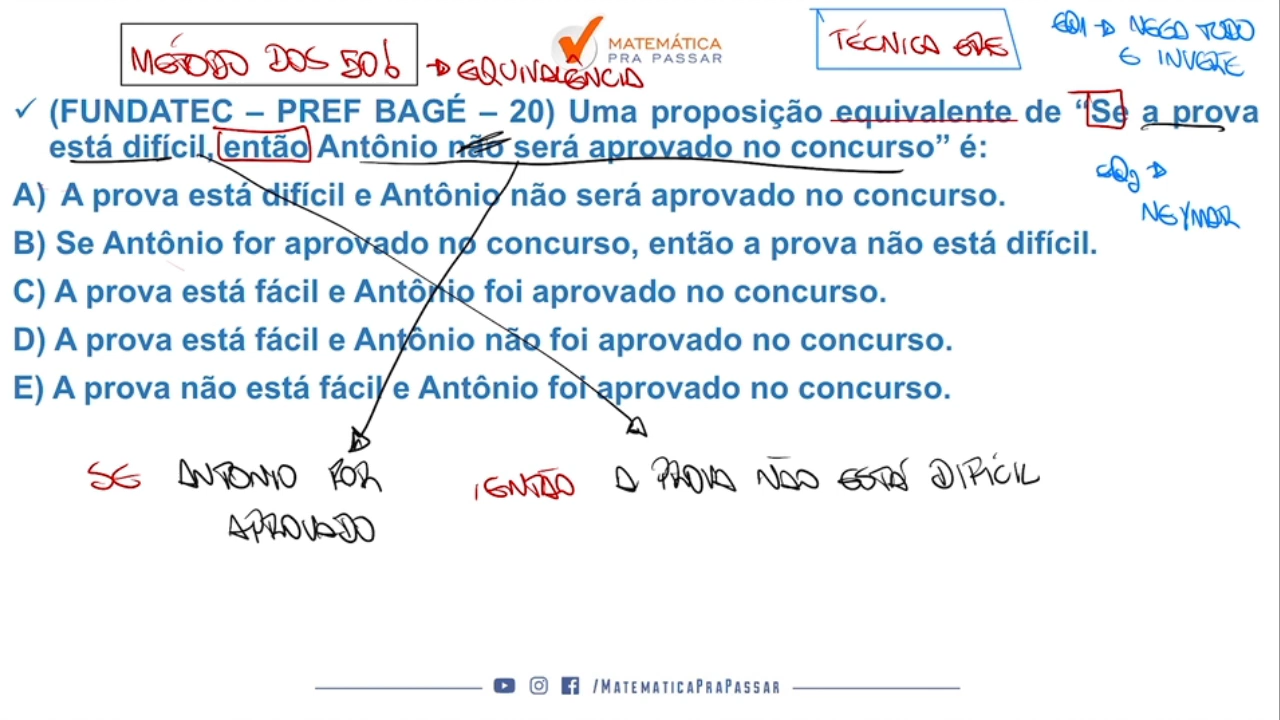 MÉTODO DOS 50% → EQUIVALÊNCIA
MATEMÁTICA
PRA PASSAR
TÉCNICA
EQ1 → NEGA TUDO
E INVERTE
✓ (FUNDATEC – PREF BAGÉ – 20) Uma proposição equivalente de “Se a prova
está difícil, então Antônio não será aprovado no concurso” é:
EQ2 →
NEYMAR
A) A prova está difícil e Antônio não será aprovado no concurso.
B) Se Antônio for aprovado no concurso, então a prova não está difícil.
C) A prova está fácil e Antônio foi aprovado no concurso.
D) A prova está fácil e Antônio não foi aprovado no concurso.
E) A prova não está fácil e Antônio foi aprovado no concurso.
SE ANTONIO FOR , ENTÃO A PROVA NÃO ESTÁ DIFÍCIL
APROVADO
/MATEMATICAPRAPASSAR